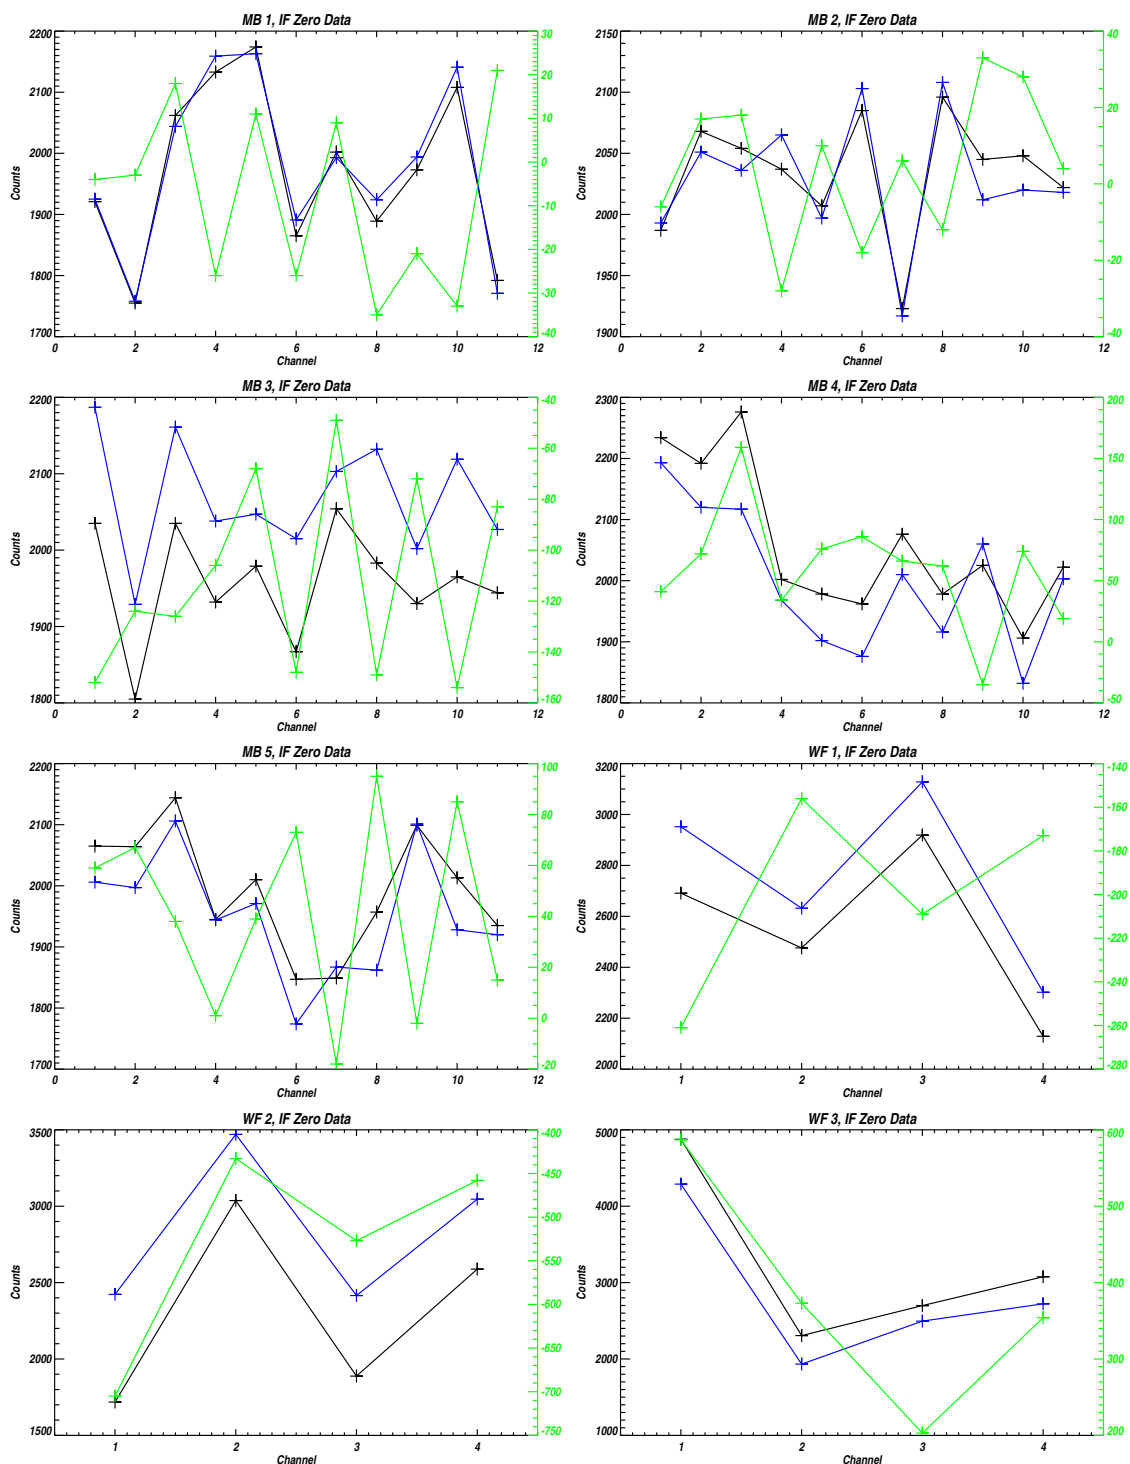 MB 1, IF Zero Data
2200 2100 2000 1900 1800 1700
Counts
30 20 10 0 -10 -20 -30 -40
0 2 4 6 8 10 12
Channel
MB 2, IF Zero Data
2150 2100 2050 2000 1950 1900
Counts
40 20 0 -20 -40
0 2 4 6 8 10 12
Channel
MB 3, IF Zero Data
2200 2100 2000 1900 1800
Counts
-40 -60 -80 -100 -120 -140 -160
0 2 4 6 8 10 12
Channel
MB 4, IF Zero Data
2300 2200 2100 2000 1900 1800
Counts
200 150 100 50 0 -50
0 2 4 6 8 10 12
Channel
MB 5, IF Zero Data
2200 2100 2000 1900 1800 1700
Counts
100 80 60 40 20 0 -20
0 2 4 6 8 10 12
Channel
WF 1, IF Zero Data
3200 3000 2800 2600 2400 2200 2000
Counts
-140 -160 -180 -200 -220 -240 -260 -280
1 2 3 4
Channel
WF 2, IF Zero Data
3500 3000 2500 2000 1500
Counts
-400 -450 -500 -550 -600 -650 -700 -750
1 2 3 4
Channel
WF 3, IF Zero Data
5000 4000 3000 2000 1000
Counts
600 500 400 300 200
1 2 3 4
Channel